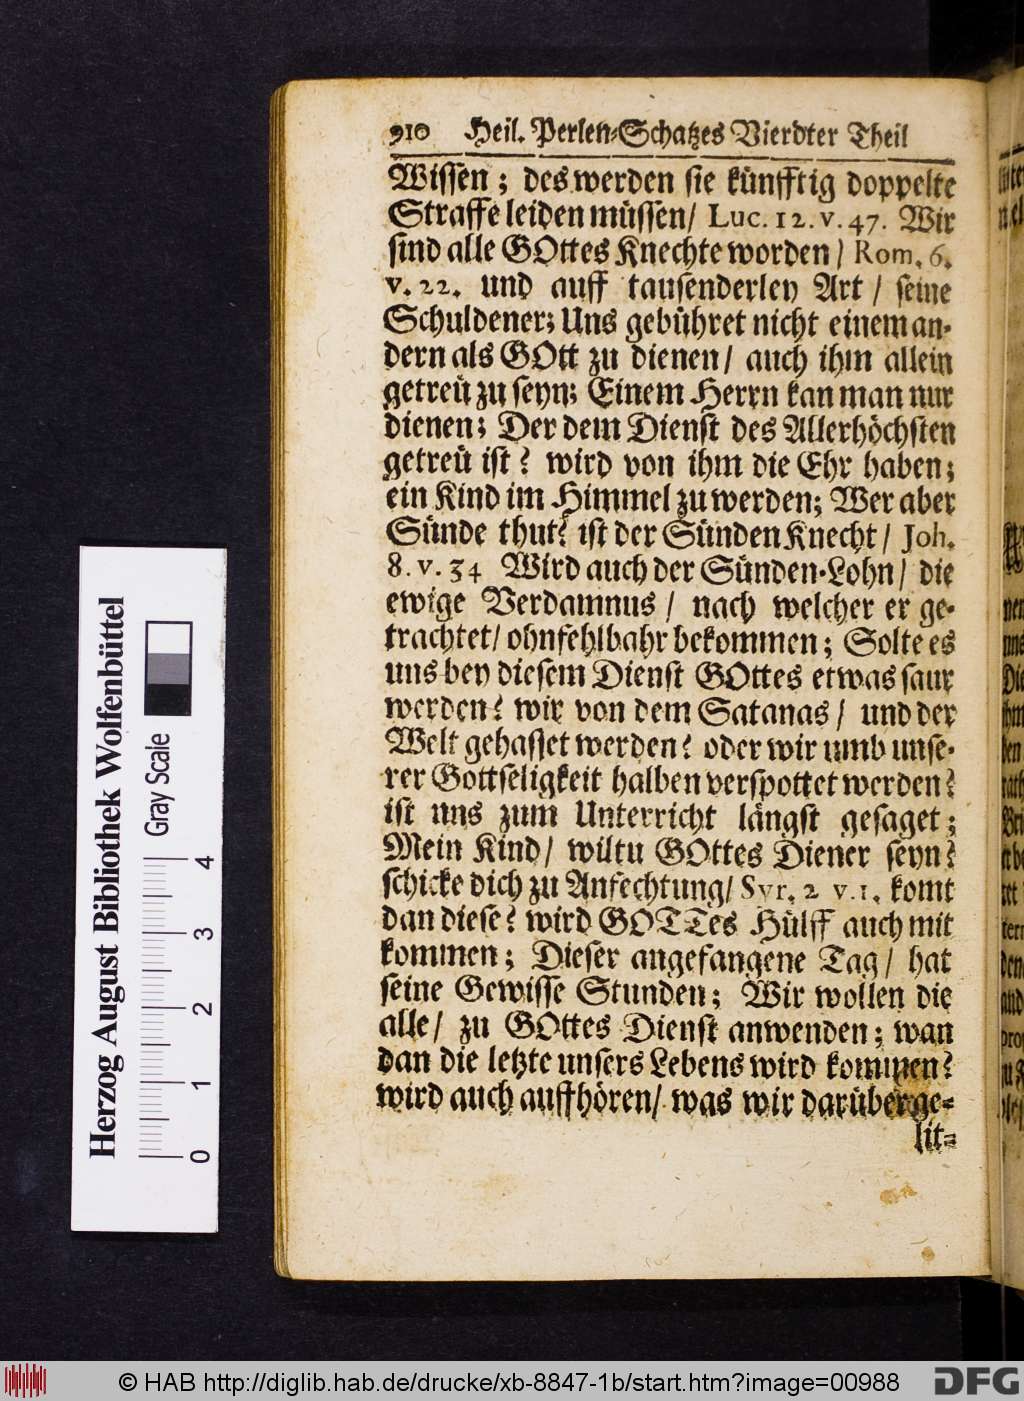 910 Heil. Perlen-Schatzes Vierdter Theil
Wissen; des werden sie künfftig doppelte
Straffe leiden müssen/ Luc. 12. v. 47. Wir
sind alle GOttes Knechte worden/ Rom. 6.
v. 22. und auff tausenderley Art/ seine
Schuldener; Uns gebühret nicht einem an-
dern als GOtt zu dienen/ auch ihm allein
getreü zu seyn; Einem Herrn kan man nur
dienen; Der dem Dienst des Allerhöchsten
getreü ist? wird von ihm die Ehr haben;
ein Kind im Himmel zu werden; Wer aber
Sünde thut? ist der Sünden Knecht/ Joh.
8. v. 34 Wird auch der Sünden-Lohn/ die
ewige Verdamnus/ nach welcher er ge-
trachtet/ ohnfehlbahr bekommen; Solte es
uns bey diesem Dienst GOttes etwas saur
werden? wir von dem Satanas/ und der
Welt gehasset werden? oder wir umb unse-
rer Gottseligkeit halben verspottet werden?
ist uns zum Unterricht längst gesaget;
Mein Kind/ wiltu GOttes Diener seyn?
schicke dich zu Anfechtung/ Syr. 2 v. 1. komt
dan diese? wird GOTTes Hülff auch mit
kommen; Dieser angefangene Tag/ hat
seine Gewisse Stunden; Wir wollen die
alle/ zu GOttes Dienst anwenden; wan
dan die letzte unsers Lebens wird kommen?
wird auch auffhören/ was wir darüber ge-
lit-
Herzog August Bibliothek Wolfenbüttel
Gray Scale
0 1 2 3 4
© HAB http://diglib.hab.de/drucke/xb-8847-1b/start.htm?image=00988
DFG